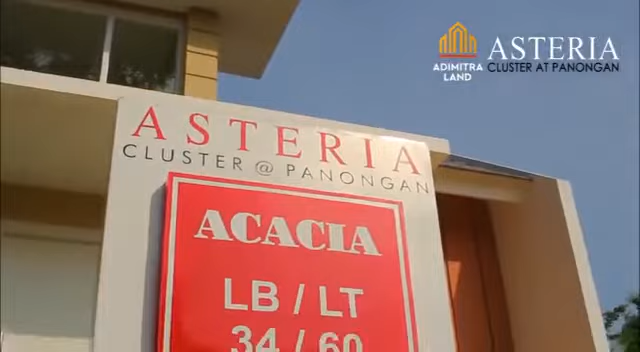 ADIMITRA
LAND
ASTERIA
CLUSTER AT PANONGAN
ASTERIA
CLUSTER @ PANONGAN
ACACIA
LB / LT
34 / 60